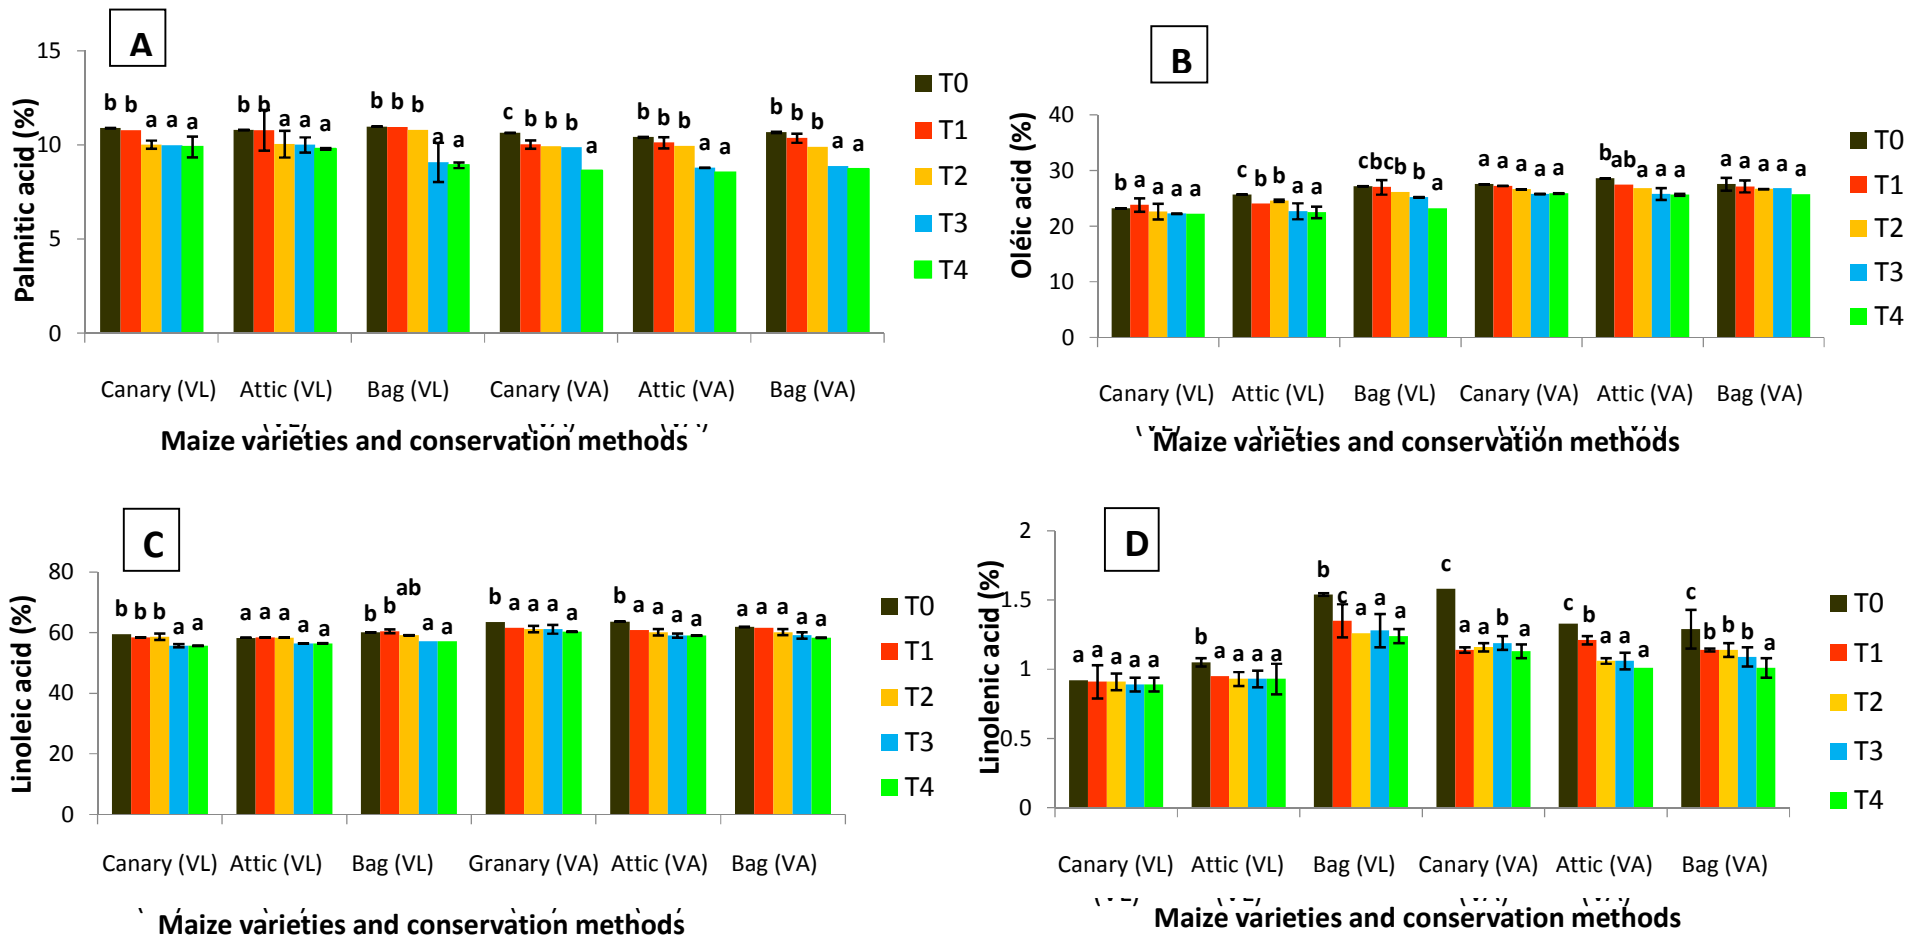 A
Palmitic acid (%)
15
10
5
0
b b a a a
b b a a a
b b b a a
c b b b a
b b b a a
b b b a a
T0
T1
T2
T3
T4
Canary (VL) Attic (VL) Bag (VL) Canary (VA) Attic (VA) Bag (VA)
Maize varieties and conservation methods
B
Oléic acid (%)
40
30
20
10
0
b a a a a
c b b a a
c bc b b a
a a a a a
b ab a a a
a a a a a
T0
T1
T2
T3
T4
Canary (VL) Attic (VL) Bag (VL) Canary (VA) Attic (VA) Bag (VA)
Maize varieties and conservation methods
C
Linoleic acid (%)
80
60
40
20
0
b b b a a
a a a a a
b b ab a a
b a a a a
b a a a a
a a a a a
T0
T1
T2
T3
T4
Canary (VL) Attic (VL) Bag (VL) Granary (VA) Attic (VA) Bag (VA)
Maize varieties and conservation methods
D
Linolenic acid (%)
2
1.5
1
0.5
0
a a a a a
b a a a a
b c a a a
c a a b a
c b a a a
c b b b a
T0
T1
T2
T3
T4
Canary (VL) Attic (VL) Bag (VL) Canary (VA) Attic (VA) Bag (VA)
Maize varieties and conservation methods